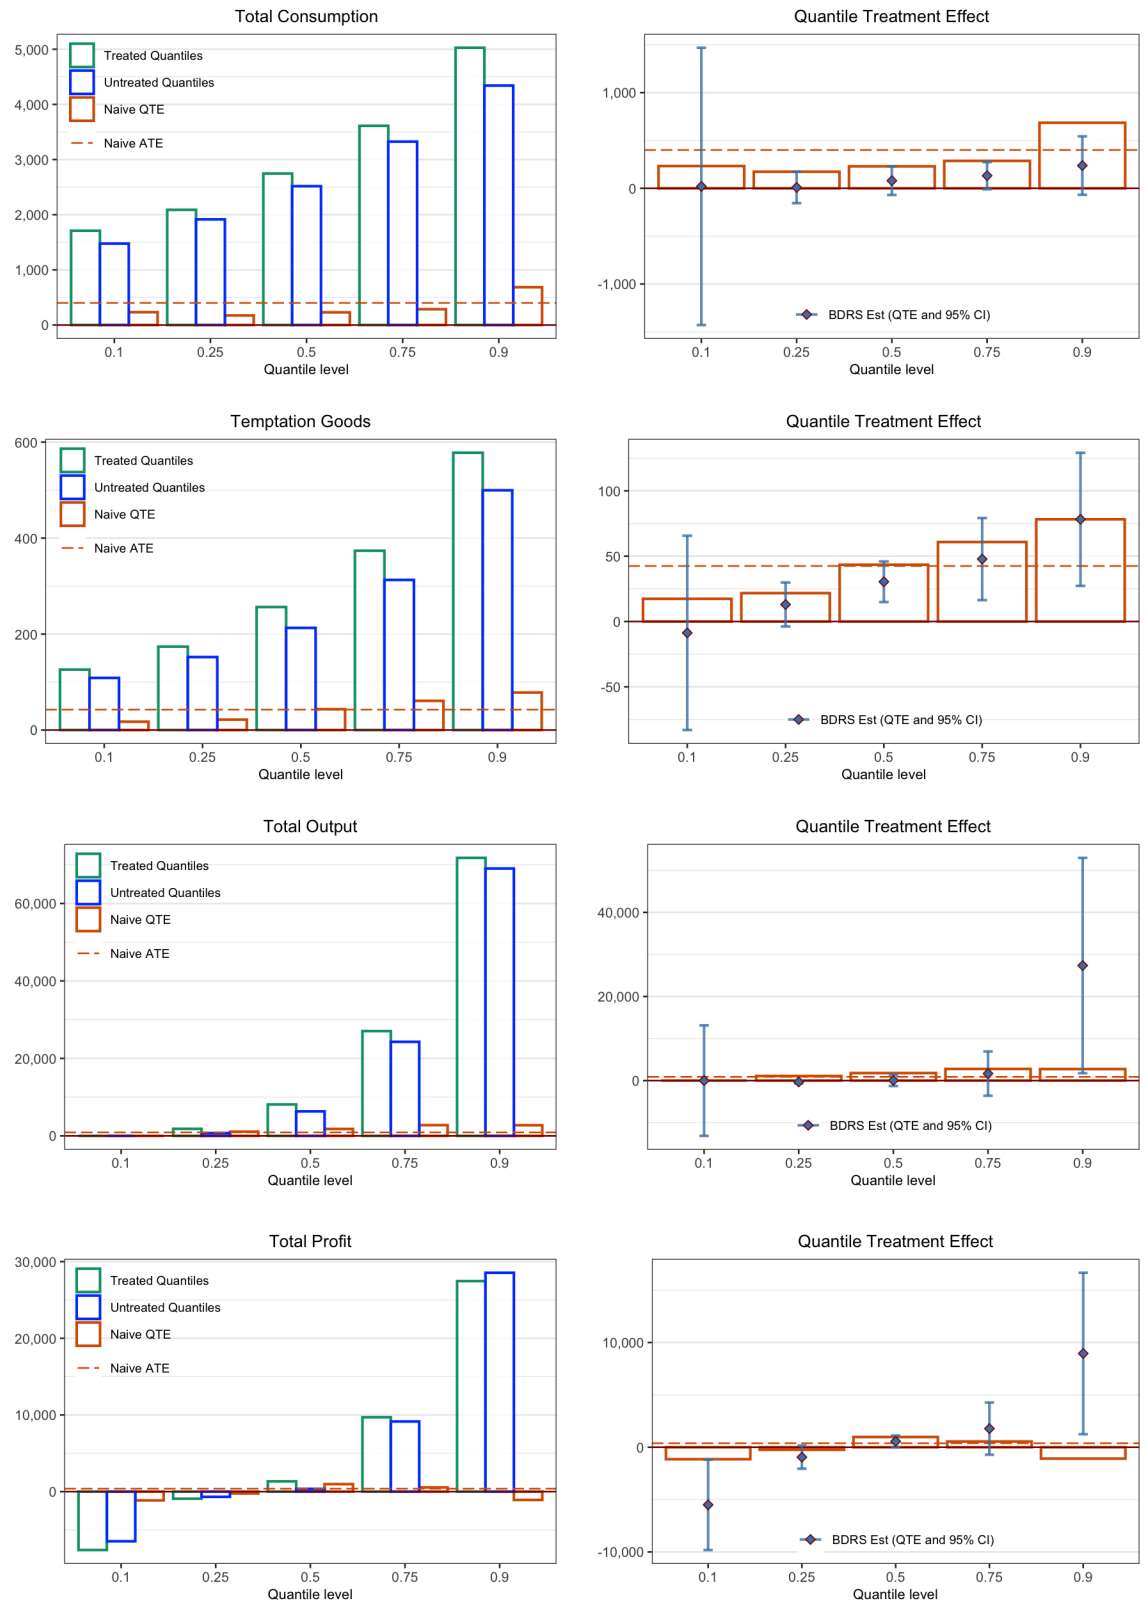 Total Consumption
5,000
4,000
3,000
2,000
1,000
0
Treated Quantiles
Untreated Quantiles
Naive QTE
Naive ATE
0.1 0.25 0.5 0.75 0.9
Quantile level
Quantile Treatment Effect
1,000
0
-1,000
BDRS Est (QTE and 95% CI)
0.1 0.25 0.5 0.75 0.9
Quantile level
Temptation Goods
600
400
200
0
Treated Quantiles
Untreated Quantiles
Naive QTE
Naive ATE
0.1 0.25 0.5 0.75 0.9
Quantile level
Quantile Treatment Effect
100
50
0
-50
BDRS Est (QTE and 95% CI)
0.1 0.25 0.5 0.75 0.9
Quantile level
Total Output
60,000
40,000
20,000
0
Treated Quantiles
Untreated Quantiles
Naive QTE
Naive ATE
0.1 0.25 0.5 0.75 0.9
Quantile level
Quantile Treatment Effect
40,000
20,000
0
BDRS Est (QTE and 95% CI)
0.1 0.25 0.5 0.75 0.9
Quantile level
Total Profit
30,000
20,000
10,000
0
Treated Quantiles
Untreated Quantiles
Naive QTE
Naive ATE
0.1 0.25 0.5 0.75 0.9
Quantile level
Quantile Treatment Effect
10,000
0
-10,000
BDRS Est (QTE and 95% CI)
0.1 0.25 0.5 0.75 0.9
Quantile level